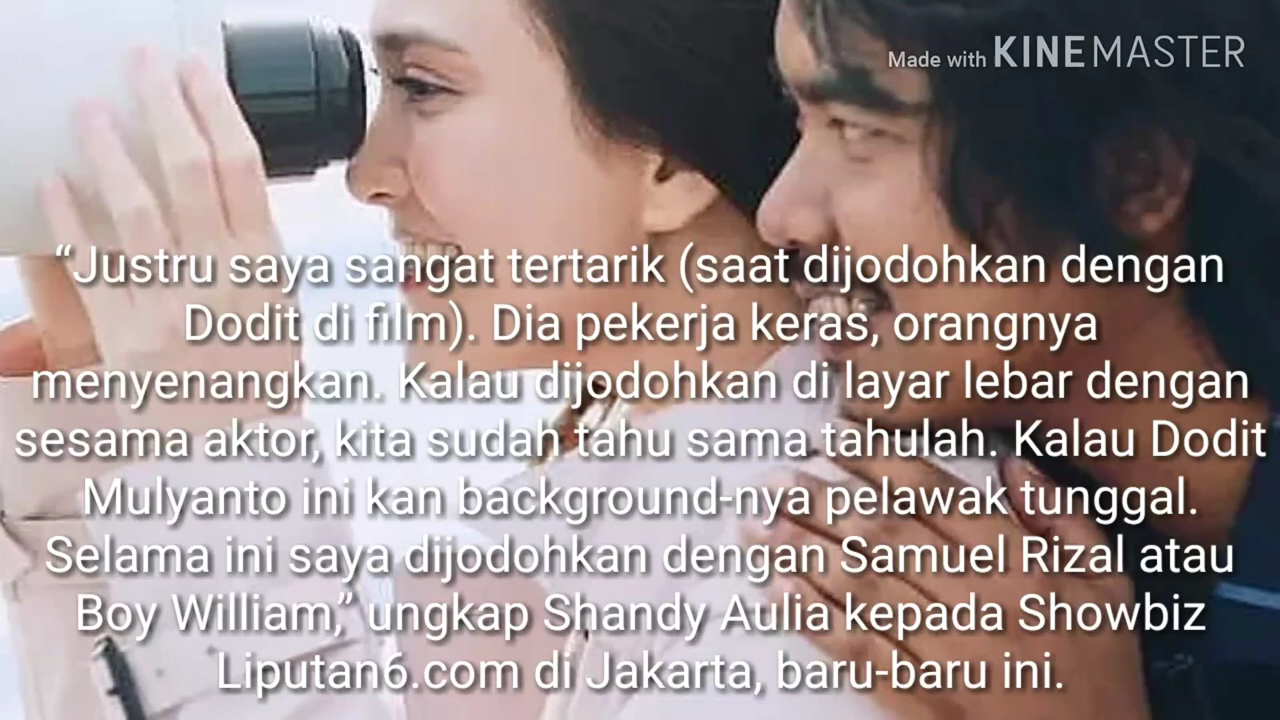 Made with KINEMASTER
“Justru saya sangat tertarik (saat dijodohkan dengan
Dodit di film). Dia pekerja keras, orangnya
menyenangkan. Kalau dijodohkan di layar lebar dengan
sesama aktor, kita sudah tahu sama tahulah. Kalau Dodit
Mulyanto ini kan background-nya pelawak tunggal.
Selama ini saya dijodohkan dengan Samuel Rizal atau
Boy William,” ungkap Shandy Aulia kepada Showbiz
Liputan6.com di Jakarta, baru-baru ini.